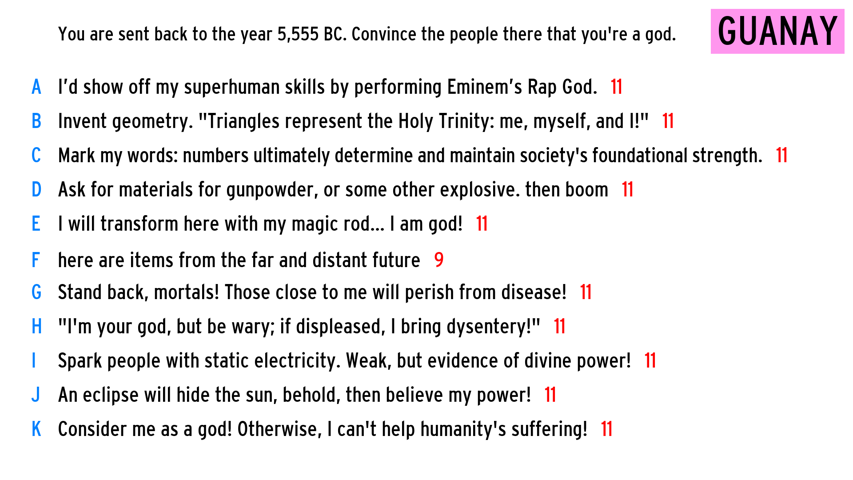 You are sent back to the year 5,555 BC. Convince the people there that you're a god. GUANAY
A I'd show off my superhuman skills by performing Eminem's Rap God. 11
B Invent geometry. "Triangles represent the Holy Trinity: me, myself, and I!" 11
C Mark my words: numbers ultimately determine and maintain society's foundational strength. 11
D Ask for materials for gunpowder, or some other explosive. then boom 11
E I will transform here with my magic rod... I am god! 11
F here are items from the far and distant future 9
G Stand back, mortals! Those close to me will perish from disease! 11
H "I'm your god, but be wary; if displeased, I bring dysentery!" 11
I Spark people with static electricity. Weak, but evidence of divine power! 11
J An eclipse will hide the sun, behold, then believe my power! 11
K Consider me as a god! Otherwise, I can't help humanity's suffering! 11